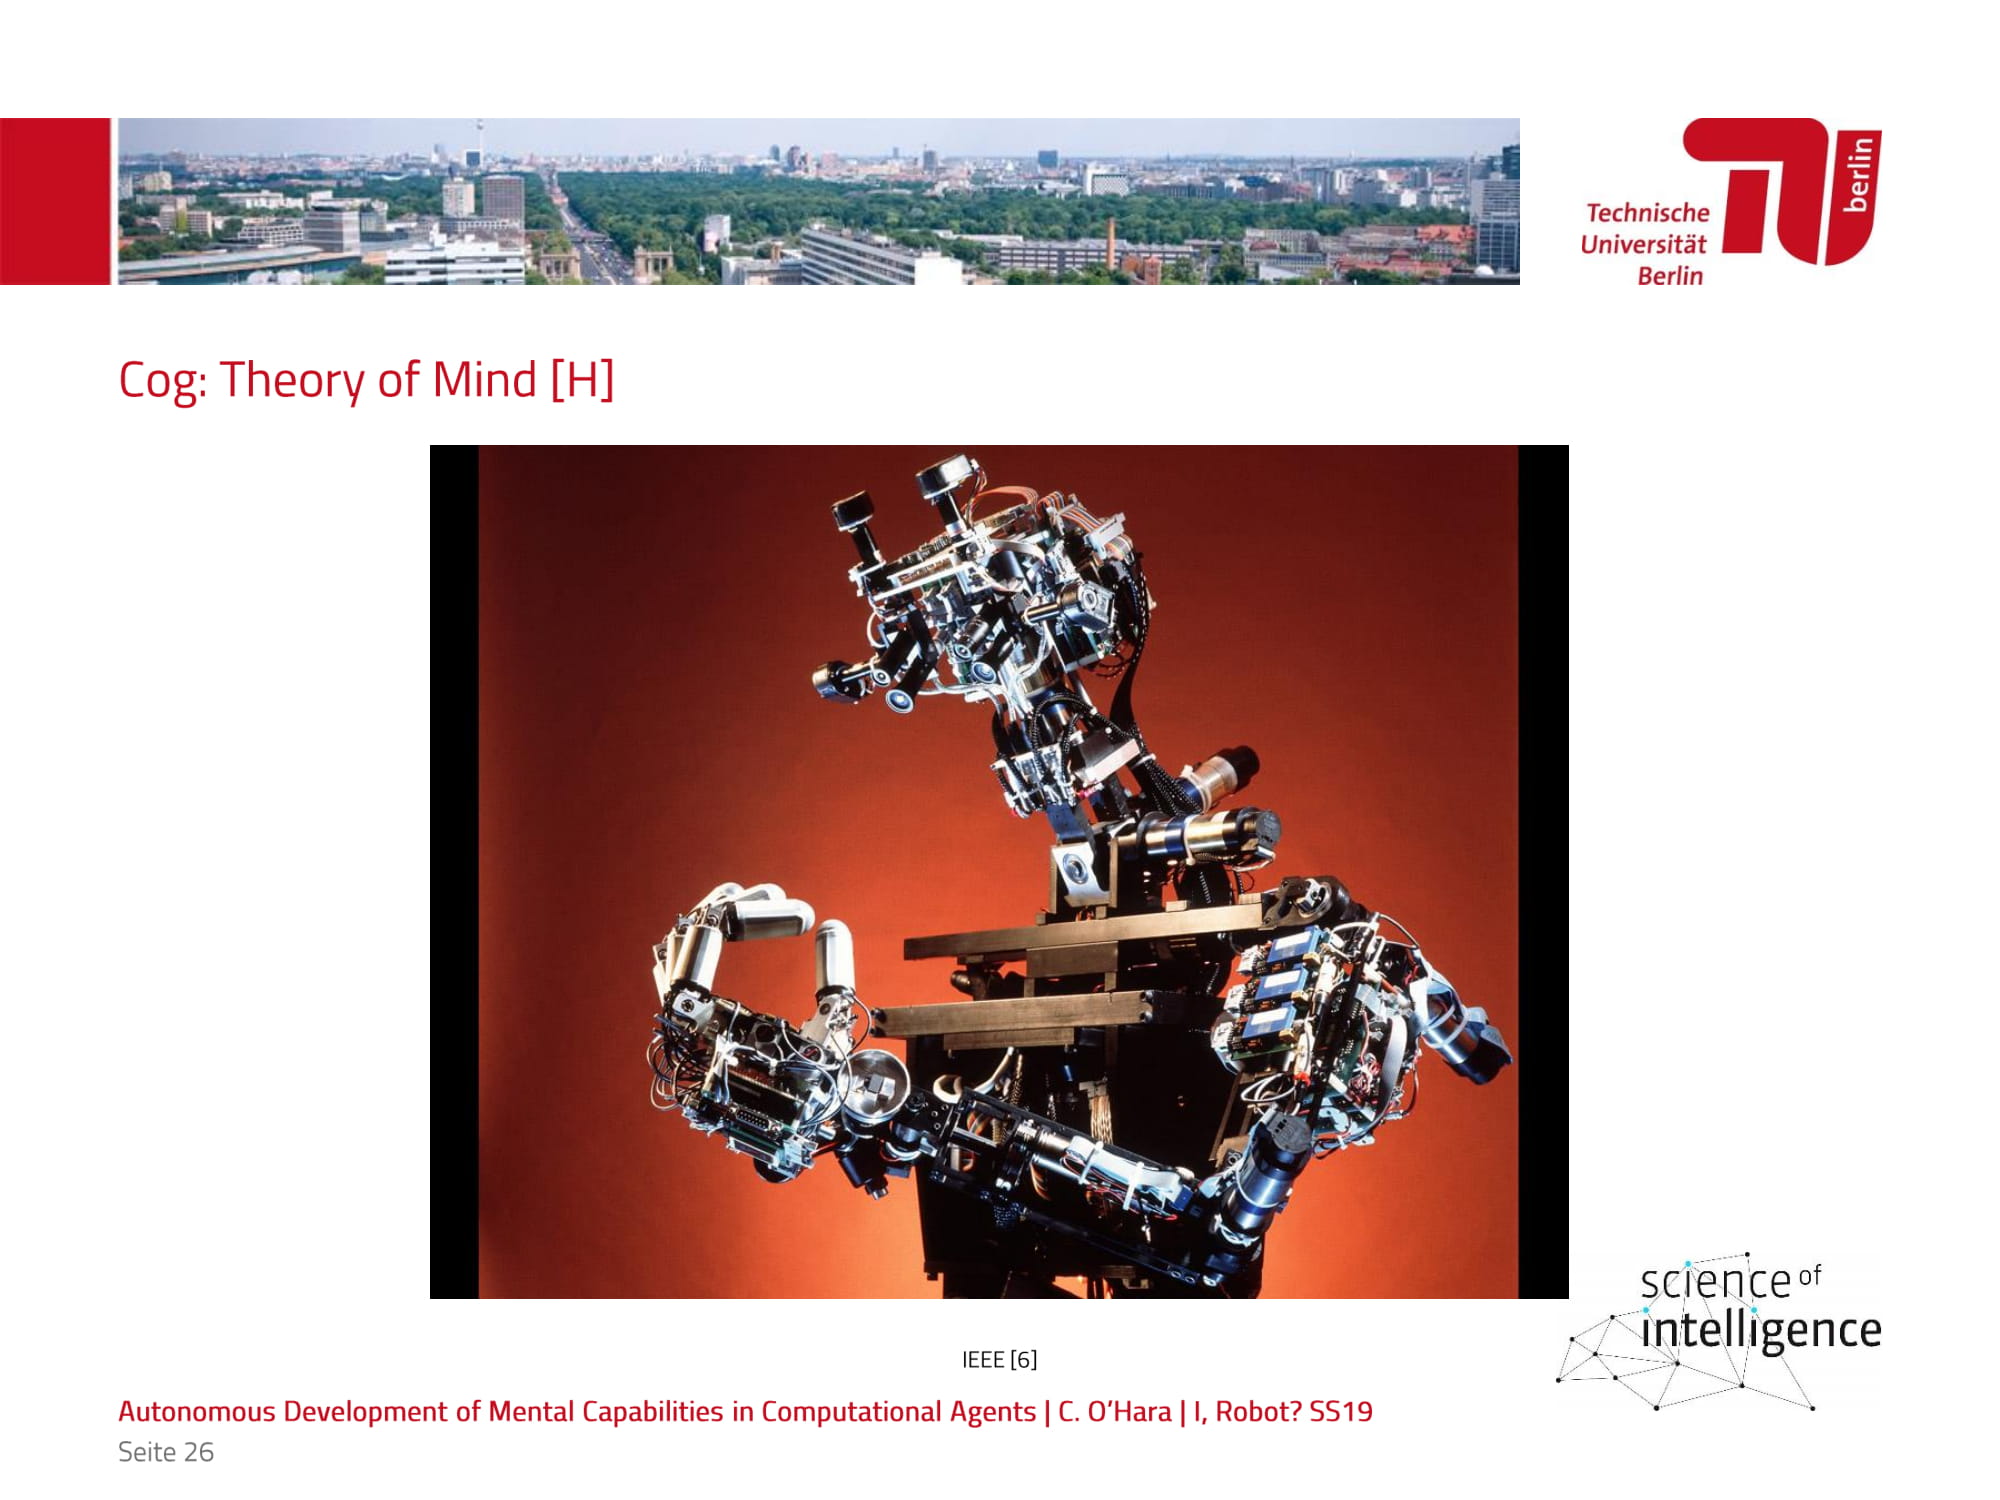 Technische
Universität
Berlin
berlin
Cog: Theory of Mind [H]
science of
intelligence
IEEE [6]
Autonomous Development of Mental Capabilities in Computational Agents | C. O’Hara | I, Robot? SS19
Seite 26